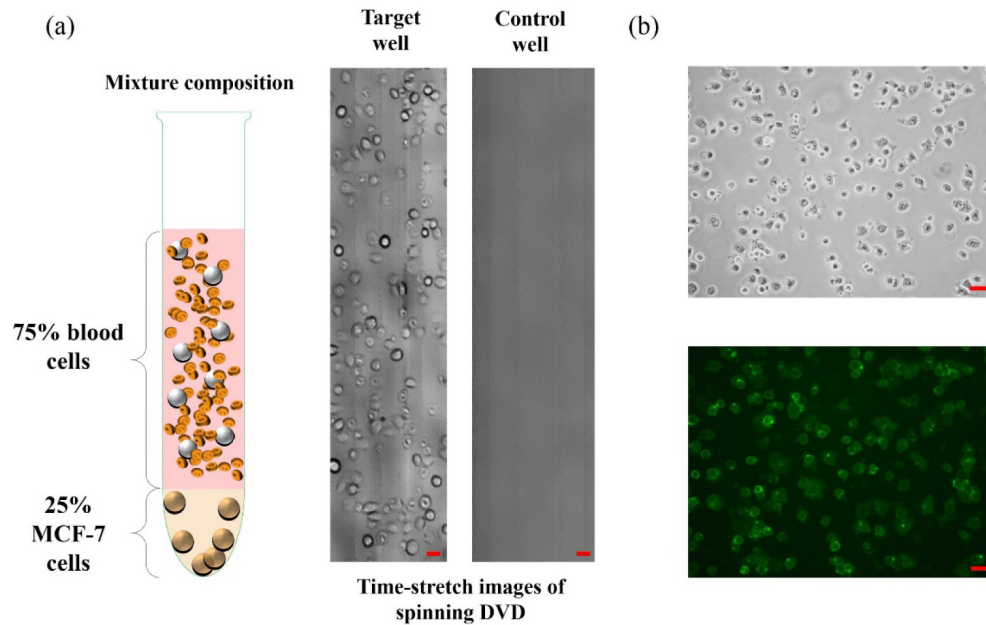 (a)
Target
well
Control
well
(b)
Mixture composition
75% blood
cells
25%
MCF-7
cells
Time-stretch images of
spinning DVD